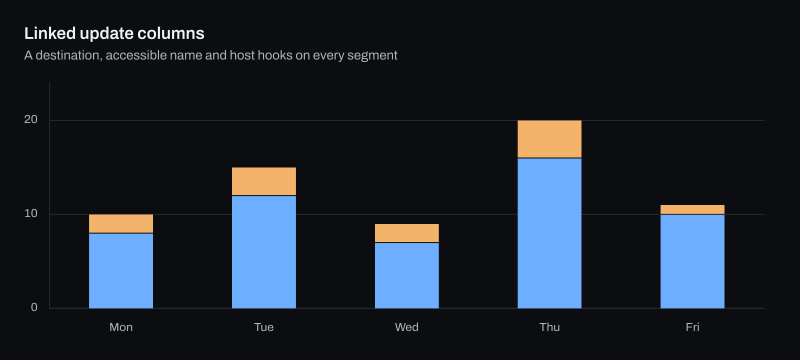 Linked update columns
A destination, accessible name and host hooks on every segment
20
10
0
Mon Tue Wed Thu Fri